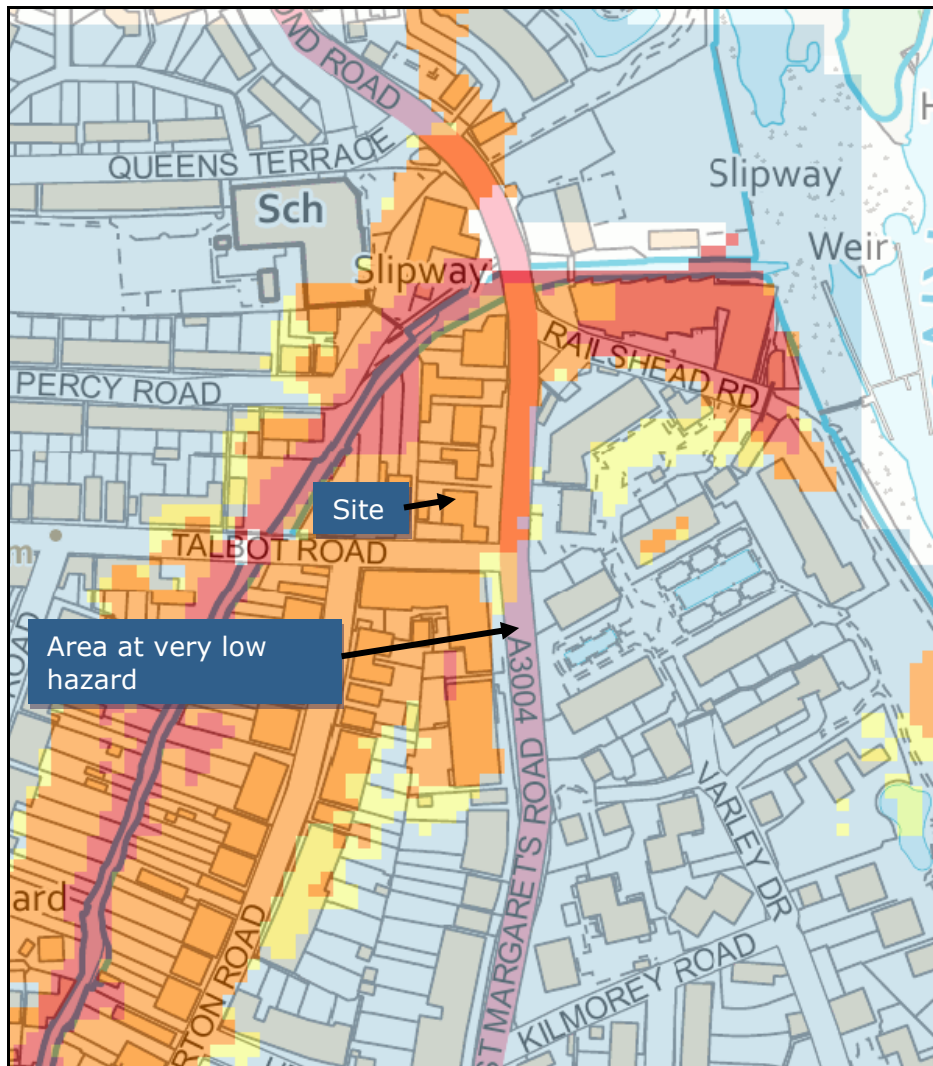 OND ROAD
QUEENS TERRACE
Sch
Slipway
Slipway
Weir
H
PERCY ROAD
RAILSHEAD RD
Site
TALBOT ROAD
m
ROAD
Area at very low
hazard
A3004
ST MARGARET'S ROAD
VARLEY DR
ard
RTON ROAD
KILMOREY ROAD